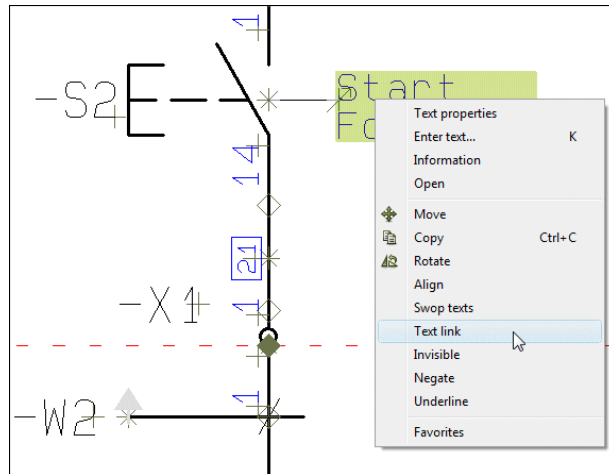 1
Start
Fo
-S2
14
21
-X1
1
-W2
1
Text properties
Enter text... K
Information
Open
Move
Copy Ctrl+C
Rotate
Align
Swop texts
Text link
Invisible
Negate
Underline
Favorites